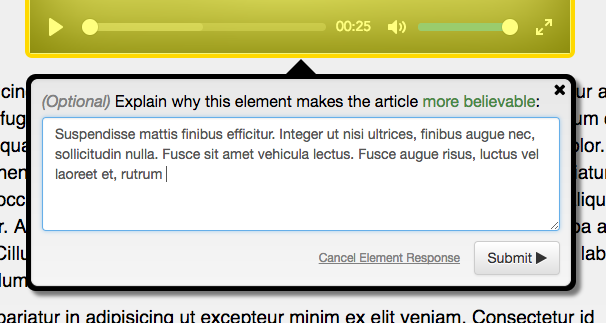 00:25
(Optional) Explain why this element makes the article more believable:
Suspendisse mattis finibus efficitur. Integer ut nisi ultrices, finibus augue nec,
sollicitudin nulla. Fusce sit amet vehicula lectus. Fusce augue risus, luctus vel
laoreet et, rutrum
Cancel Element Response
Submit
pariatur in adipisicing ut excepteur minim ex elit veniam. Consectetur id